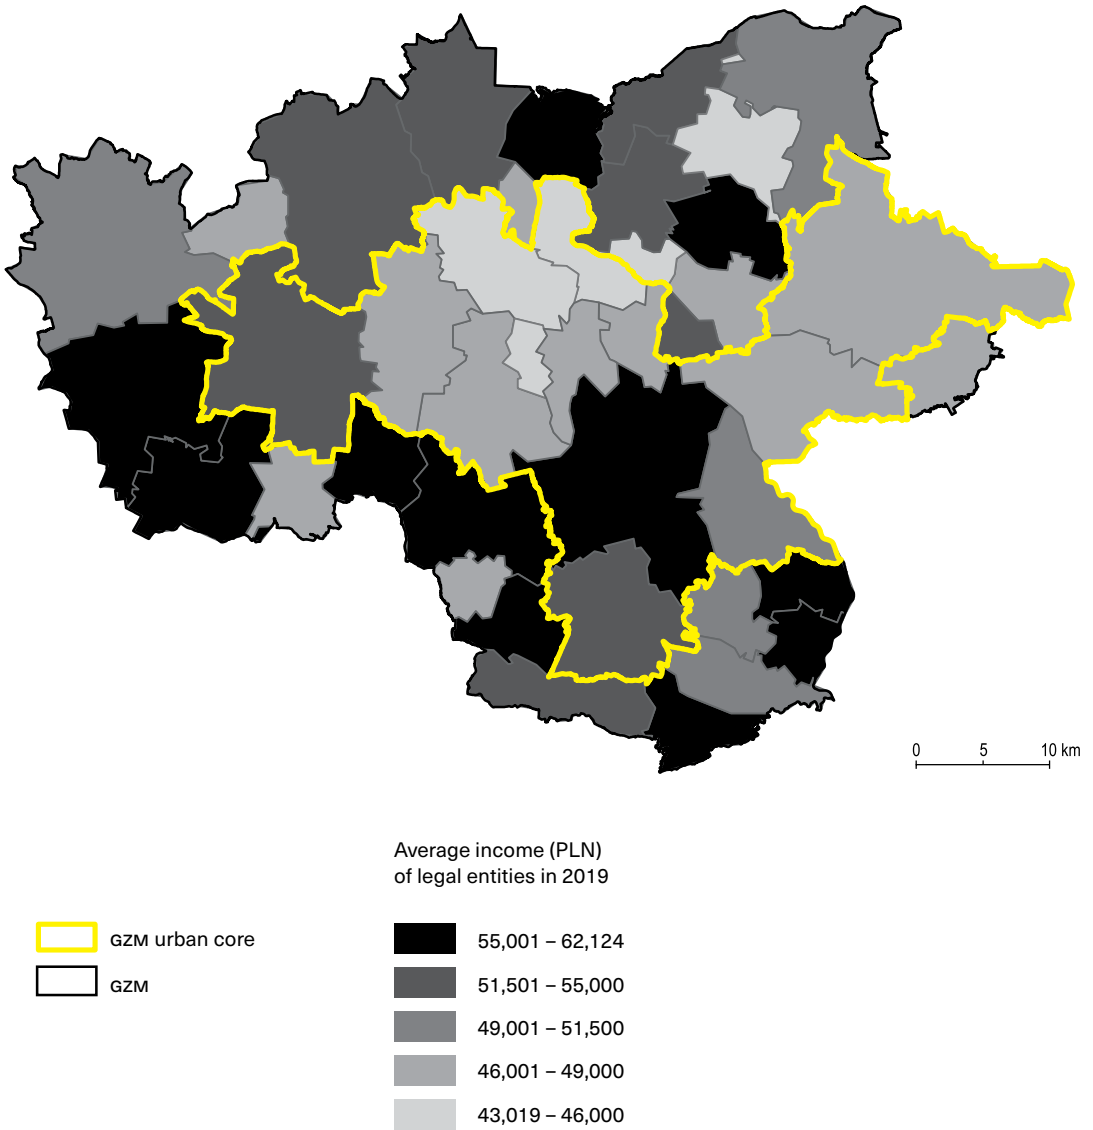 0 5 10 km
Average income (PLN)
of legal entities in 2019
GZM urban core
GZM
55,001 – 62,124
51,501 – 55,000
49,001 – 51,500
46,001 – 49,000
43,019 – 46,000